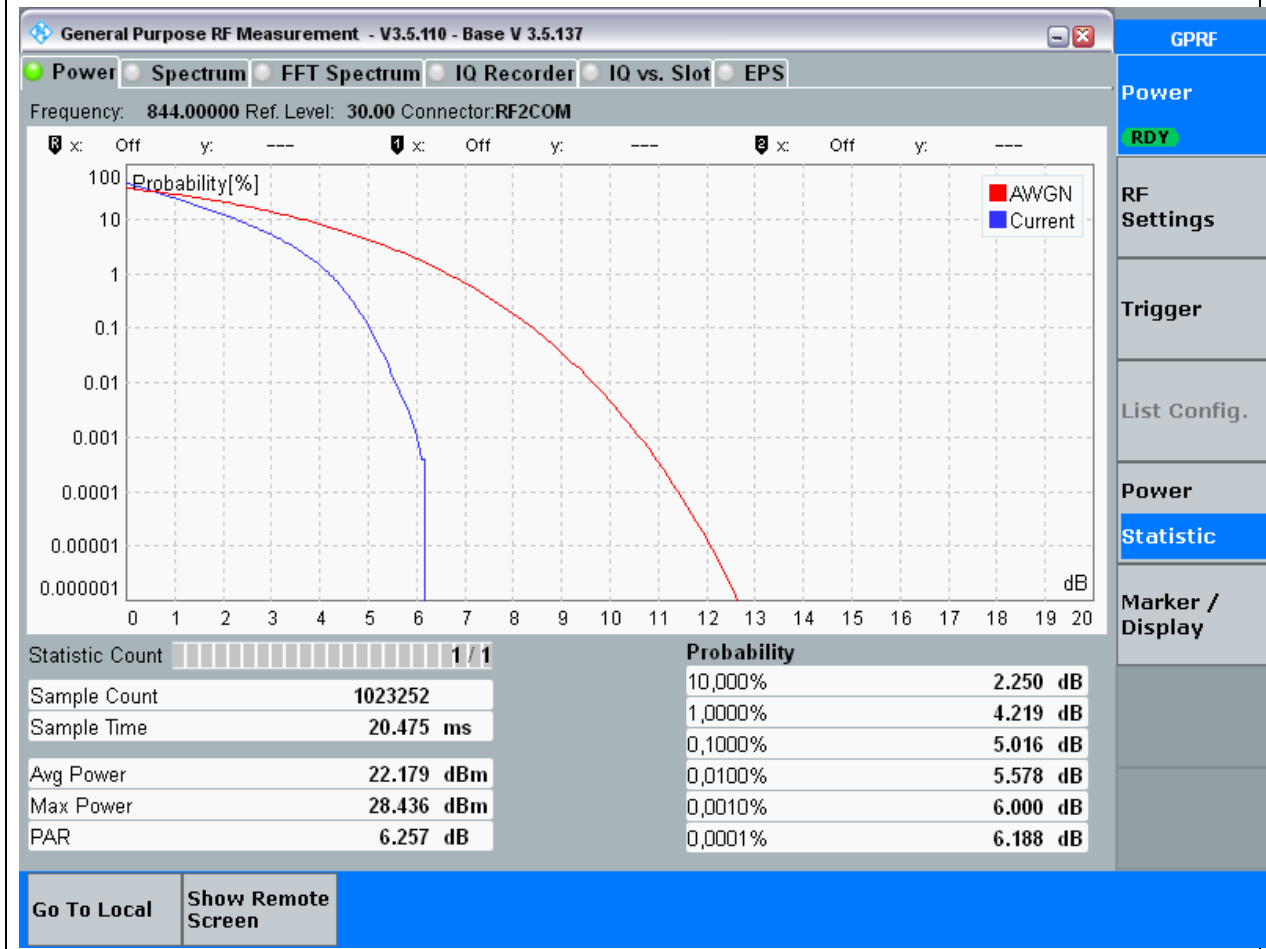 General Purpose RF Measurement - V3.5.110 - Base V 3.5.137
GPRF
Power Spectrum FFT Spectrum IQ Recorder IQ vs. Slot EPS
Frequency: 844.00000 Ref. Level: 30.00 Connector:RF2COM
R x: Off y: --- 1 x: Off y: --- 2 x: Off y: ---
Probability[%]
AWGN
Current
100
10
1
0.1
0.01
0.001
0.0001
0.00001
0.000001
dB
0 1 2 3 4 5 6 7 8 9 10 11 12 13 14 15 16 17 18 19 20
Statistic Count 1 / 1
Sample Count 1023252
Sample Time 20.475 ms
Avg Power 22.179 dBm
Max Power 28.436 dBm
PAR 6.257 dB
Probability
10,000% 2.250 dB
1,0000% 4.219 dB
0,1000% 5.016 dB
0,0100% 5.578 dB
0,0010% 6.000 dB
0,0001% 6.188 dB
Power
RDY
RF
Settings
Trigger
List Config.
Power
Statistic
Marker /
Display
Go To Local
Show Remote
Screen